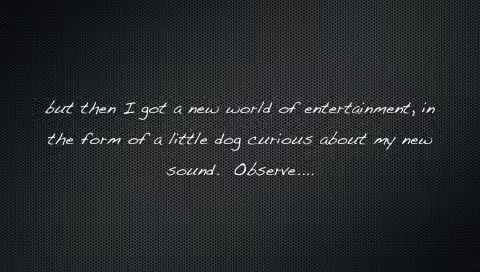 but then I got a new world of entertainment, in
the form of a little dog curious about my new
sound.  Observe....